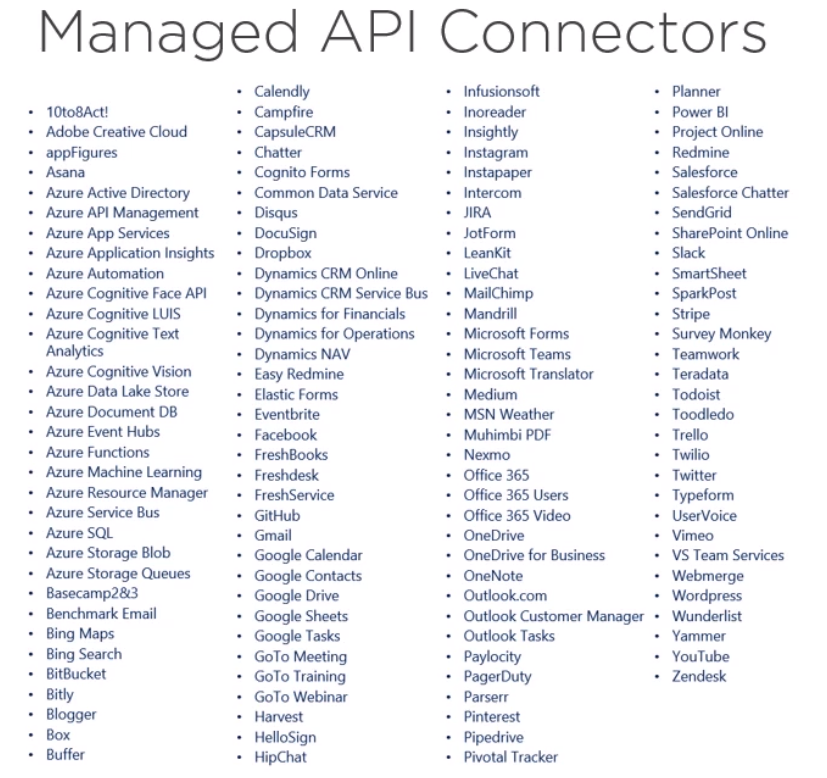 Managed API Connectors
• 10to8Act!
• Adobe Creative Cloud
• appFigures
• Asana
• Azure Active Directory
• Azure API Management
• Azure App Services
• Azure Application Insights
• Azure Automation
• Azure Cognitive Face API
• Azure Cognitive LUIS
• Azure Cognitive Text
Analytics
• Azure Cognitive Vision
• Azure Data Lake Store
• Azure Document DB
• Azure Event Hubs
• Azure Functions
• Azure Machine Learning
• Azure Resource Manager
• Azure Service Bus
• Azure SQL
• Azure Storage Blob
• Azure Storage Queues
• Basecamp2&3
• Benchmark Email
• Bing Maps
• Bing Search
• BitBucket
• Bitly
• Blogger
• Box
• Buffer
• Calendly
• Campfire
• CapsuleCRM
• Chatter
• Cognito Forms
• Common Data Service
• Disqus
• DocuSign
• Dropbox
• Dynamics CRM Online
• Dynamics CRM Service Bus
• Dynamics for Financials
• Dynamics for Operations
• Dynamics NAV
• Easy Redmine
• Elastic Forms
• Eventbrite
• Facebook
• FreshBooks
• Freshdesk
• FreshService
• GitHub
• Gmail
• Google Calendar
• Google Contacts
• Google Drive
• Google Sheets
• Google Tasks
• GoTo Meeting
• GoTo Training
• GoTo Webinar
• Harvest
• HelloSign
• HipChat
• Infusionsoft
• Inoreader
• Insightly
• Instagram
• Instapaper
• Intercom
• JIRA
• JotForm
• LeanKit
• LiveChat
• MailChimp
• Mandrill
• Microsoft Forms
• Microsoft Teams
• Microsoft Translator
• Medium
• MSN Weather
• Muhimbi PDF
• Nexmo
• Office 365
• Office 365 Users
• Office 365 Video
• OneDrive
• OneDrive for Business
• OneNote
• Outlook.com
• Outlook Customer Manager
• Outlook Tasks
• Paylocity
• PagerDuty
• Parserr
• Pinterest
• Pipedrive
• Pivotal Tracker
• Planner
• Power BI
• Project Online
• Redmine
• Salesforce
• Salesforce Chatter
• SendGrid
• SharePoint Online
• Slack
• SmartSheet
• SparkPost
• Stripe
• Survey Monkey
• Teamwork
• Teradata
• Todoist
• Toodledo
• Trello
• Twilio
• Twitter
• Typeform
• UserVoice
• Vimeo
• VS Team Services
• Webmerge
• Wordpress
• Wunderlist
• Yammer
• YouTube
• Zendesk